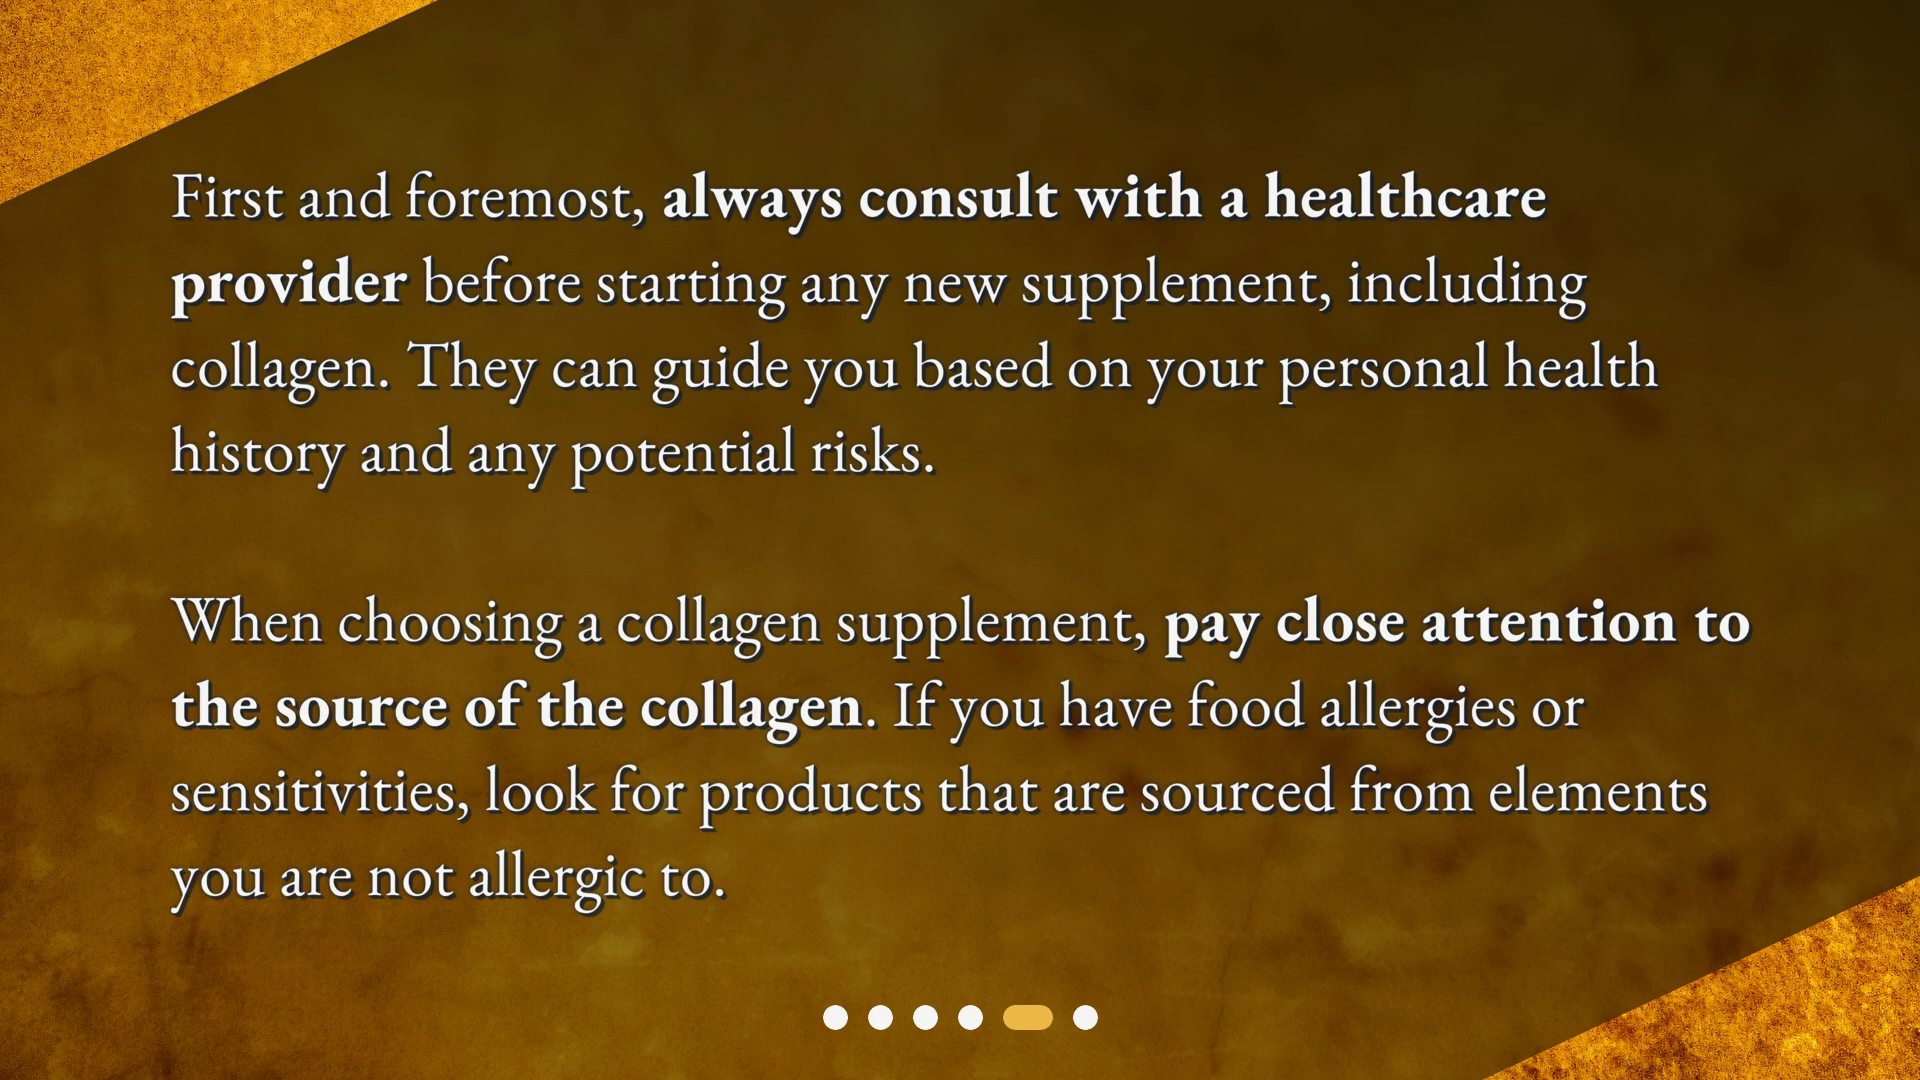 First and foremost, always consult with a healthcare
provider before starting any new supplement, including
collagen. They can guide you based on your personal health
history and any potential risks.
When choosing a collagen supplement, pay close attention to
the source of the collagen. If you have food allergies or
sensitivities, look for products that are sourced from elements
you are not allergic to.